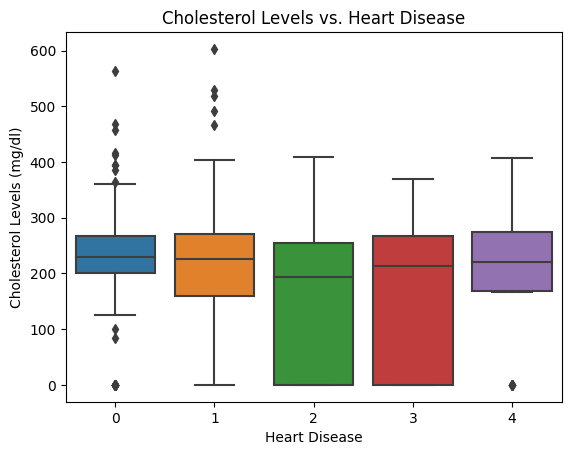 Cholesterol Levels vs. Heart Disease
600
500
400
300
200
100
0
Cholesterol Levels (mg/dl)
0 1 2 3 4
Heart Disease